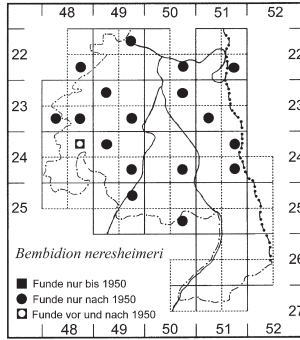 48 49 50 51 52
22 22
23 23
24 24
25 25
26
27
Bembidion neresheimeri
Funde nur bis 1950
Funde nur nach 1950
Funde vor und nach 1950
48 49 50 51 52